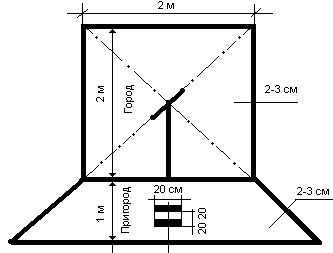 2 м
2 м
Город
2-3 см
1 м
Пригород
20 см
20 20
2-3 см